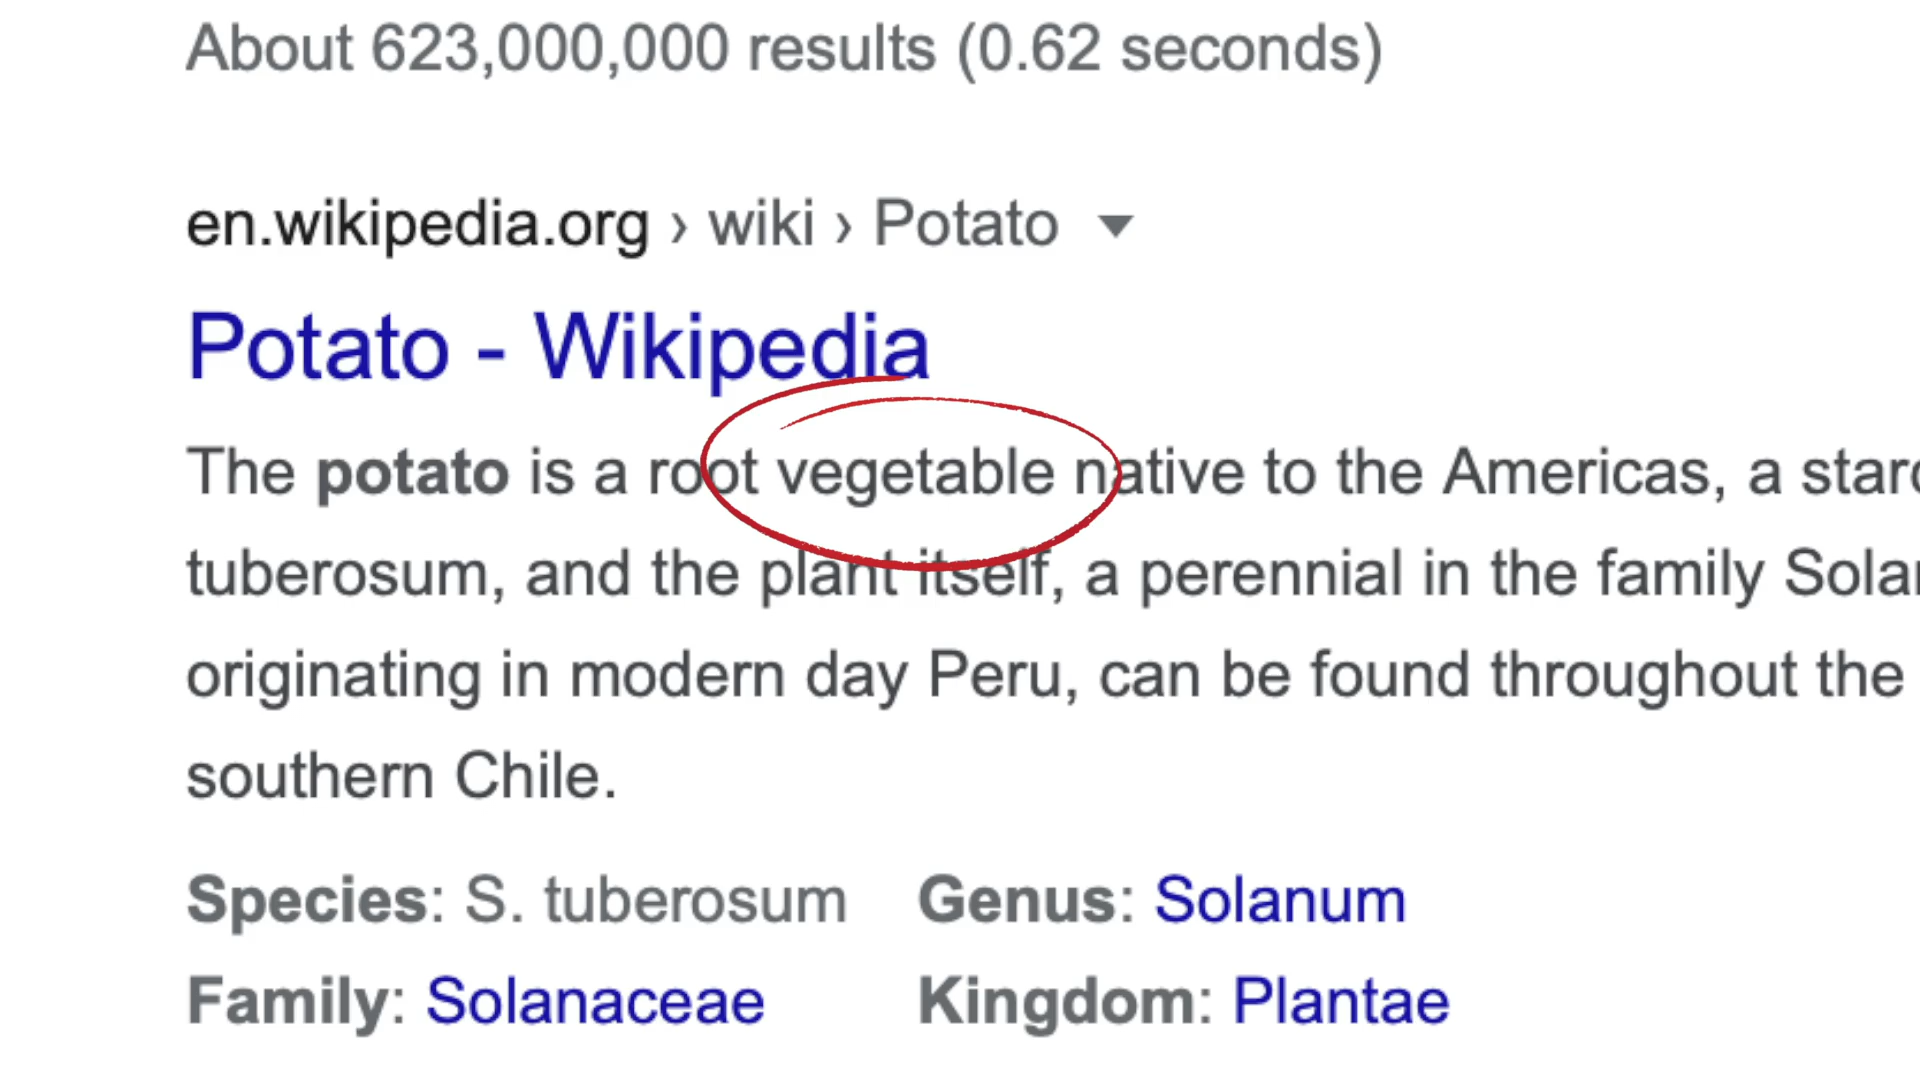 About 623,000,000 results (0.62 seconds)
en.wikipedia.org › wiki › Potato
Potato - Wikipedia
The potato is a root vegetable native to the Americas, a
tuberosum, and the plant itself, a perennial in the family
originating in modern day Peru, can be found throughout the
southern Chile.
Species: S. tuberosum Genus: Solanum
Family: Solanaceae Kingdom: Plantae